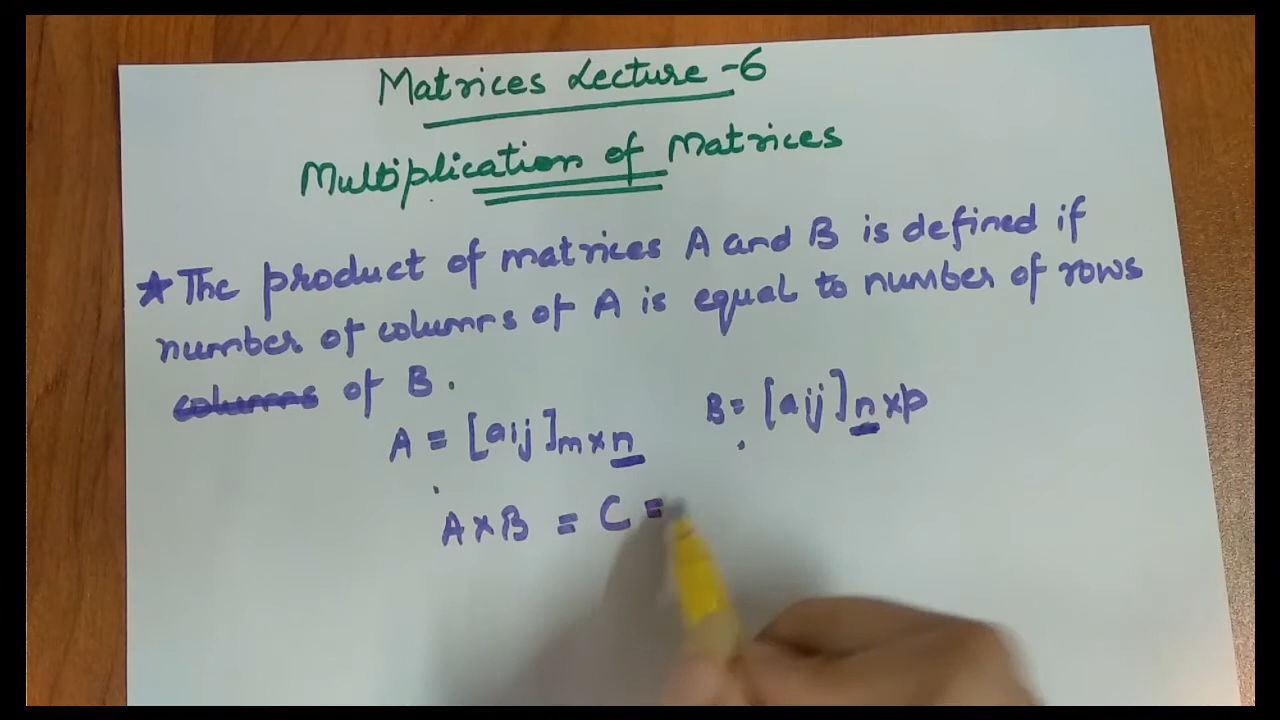 Matrices Lecture -6
Multiplication of Matrices
★ The product of matrices A and B is defined if
number of columns of A is equal to number of rows
columns of B.
A = [aij]m×n B= [aij]n×p
A×B = C =